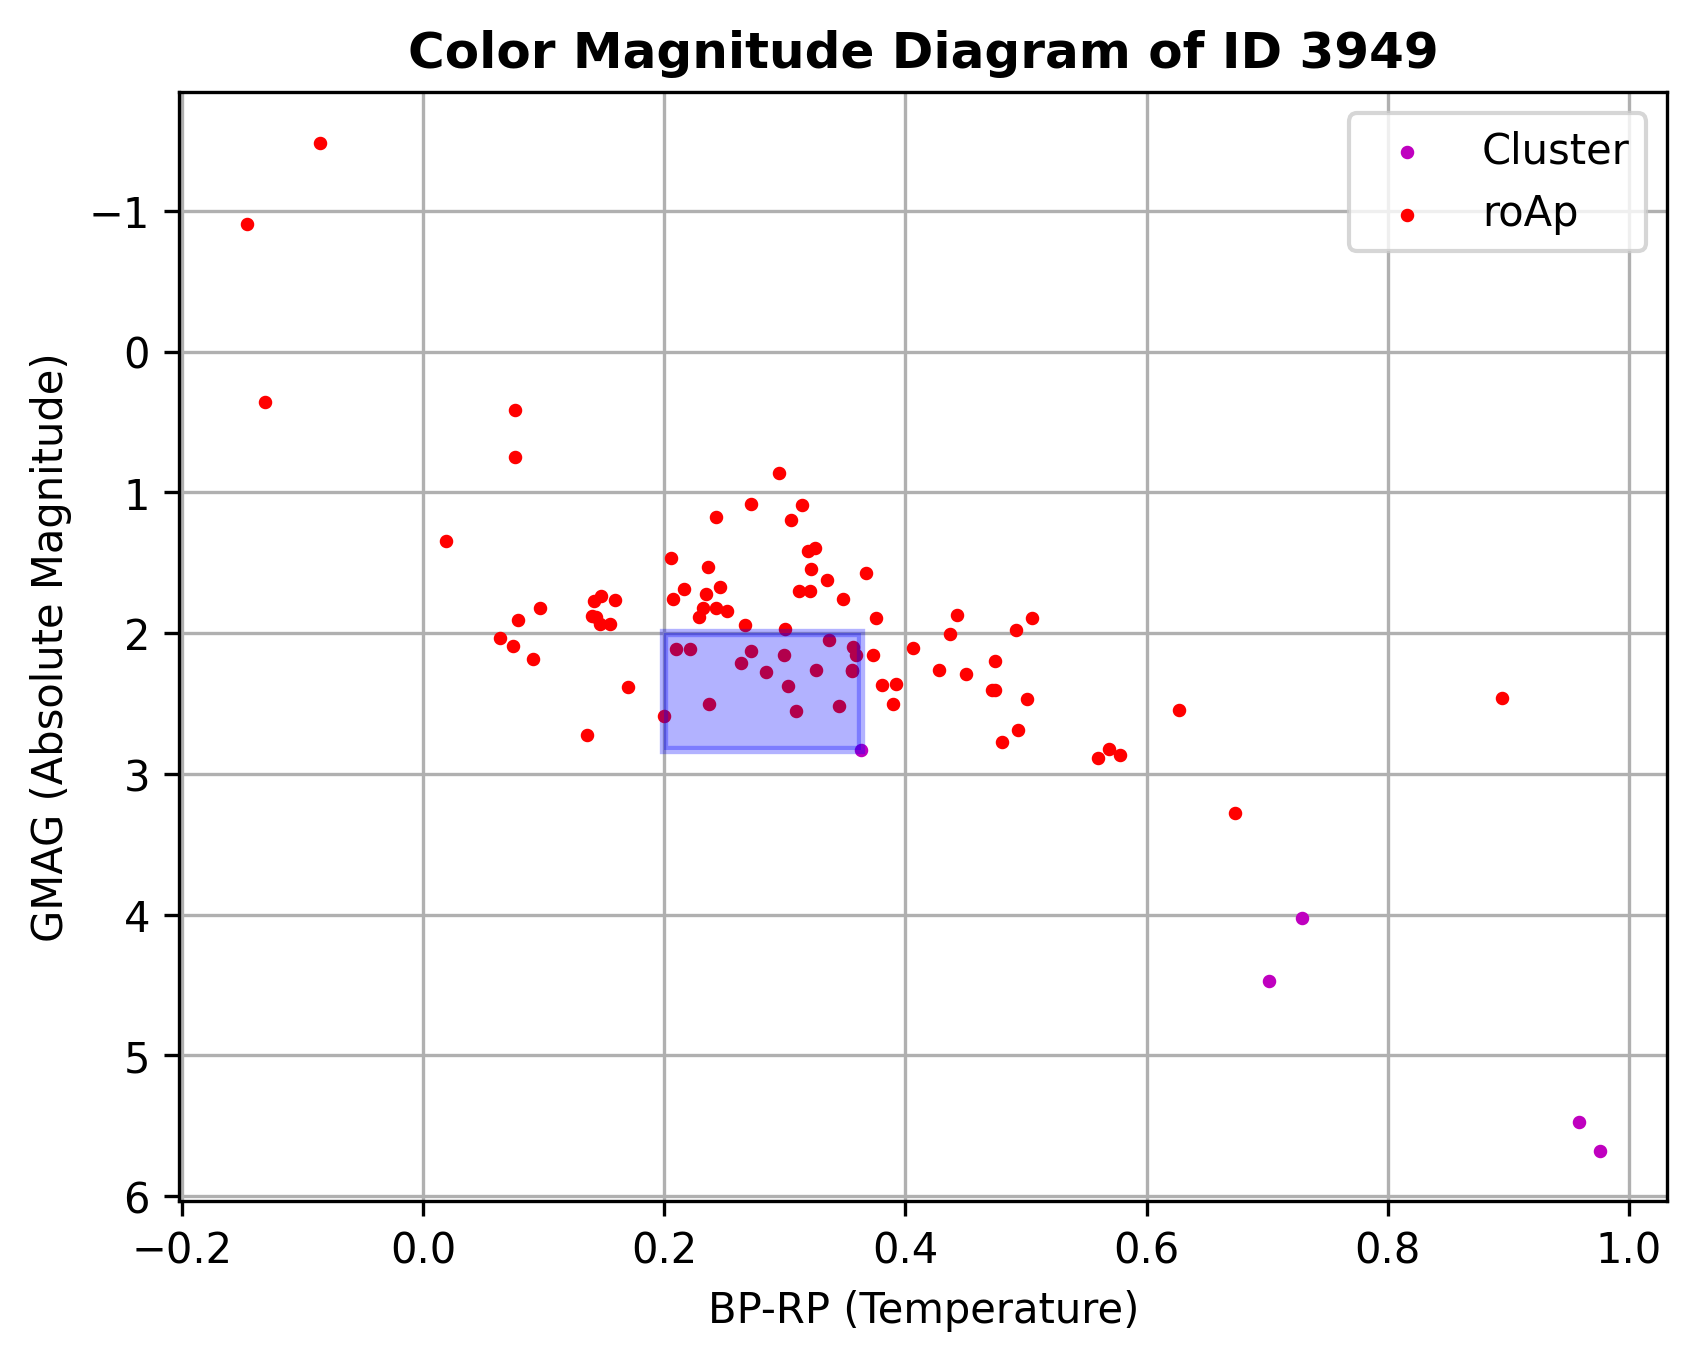 Color Magnitude Diagram of ID 3949
Cluster
roAp
GMAG (Absolute Magnitude)
−1
0
1
2
3
4
5
6
−0.2 0.0 0.2 0.4 0.6 0.8 1.0
BP-RP (Temperature)